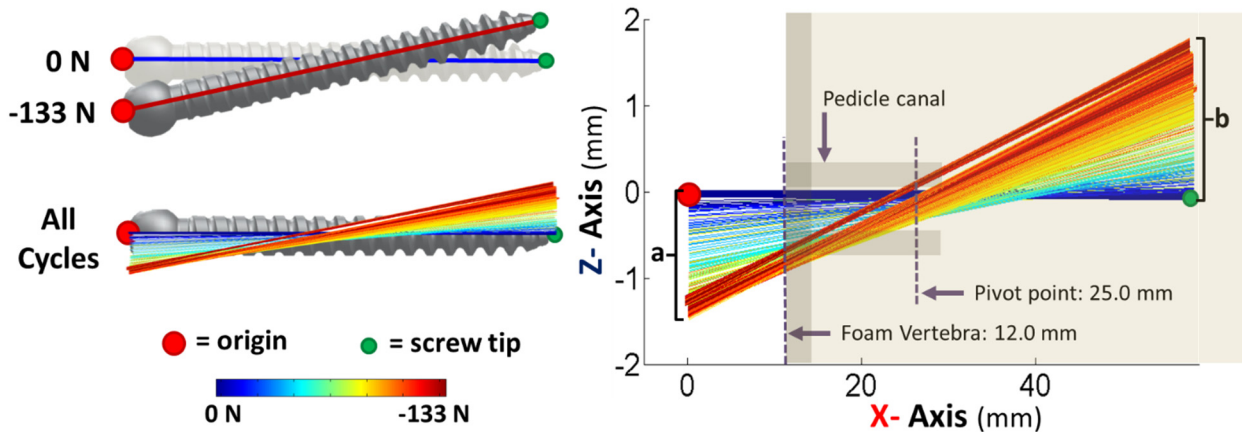 0 N
-133 N
All
Cycles
= origin
= screw tip
0 N
-133 N
Z- Axis (mm)
2
1
0
-1
-2
a
b
Pedicle canal
Pivot point: 25.0 mm
Foam Vertebra: 12.0 mm
0
20
40
X- Axis (mm)